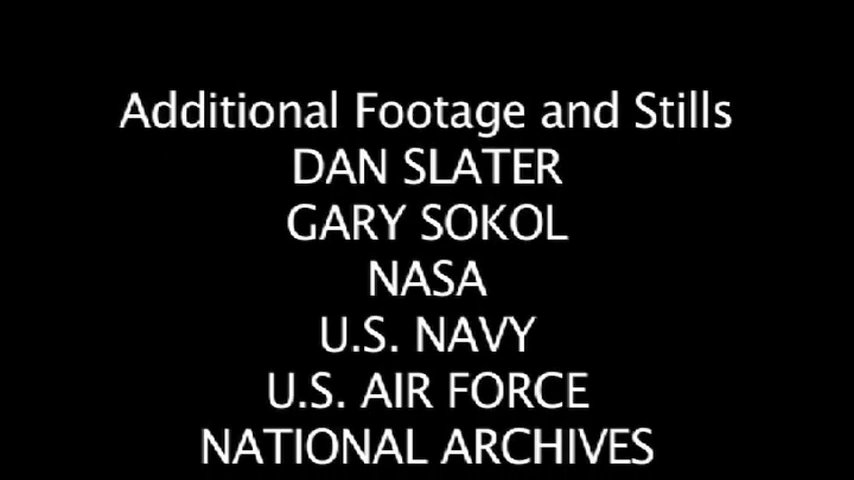 Additional Footage and Stills
DAN SLATER
GARY SOKOL
NASA
U.S. NAVY
U.S. AIR FORCE
NATIONAL ARCHIVES